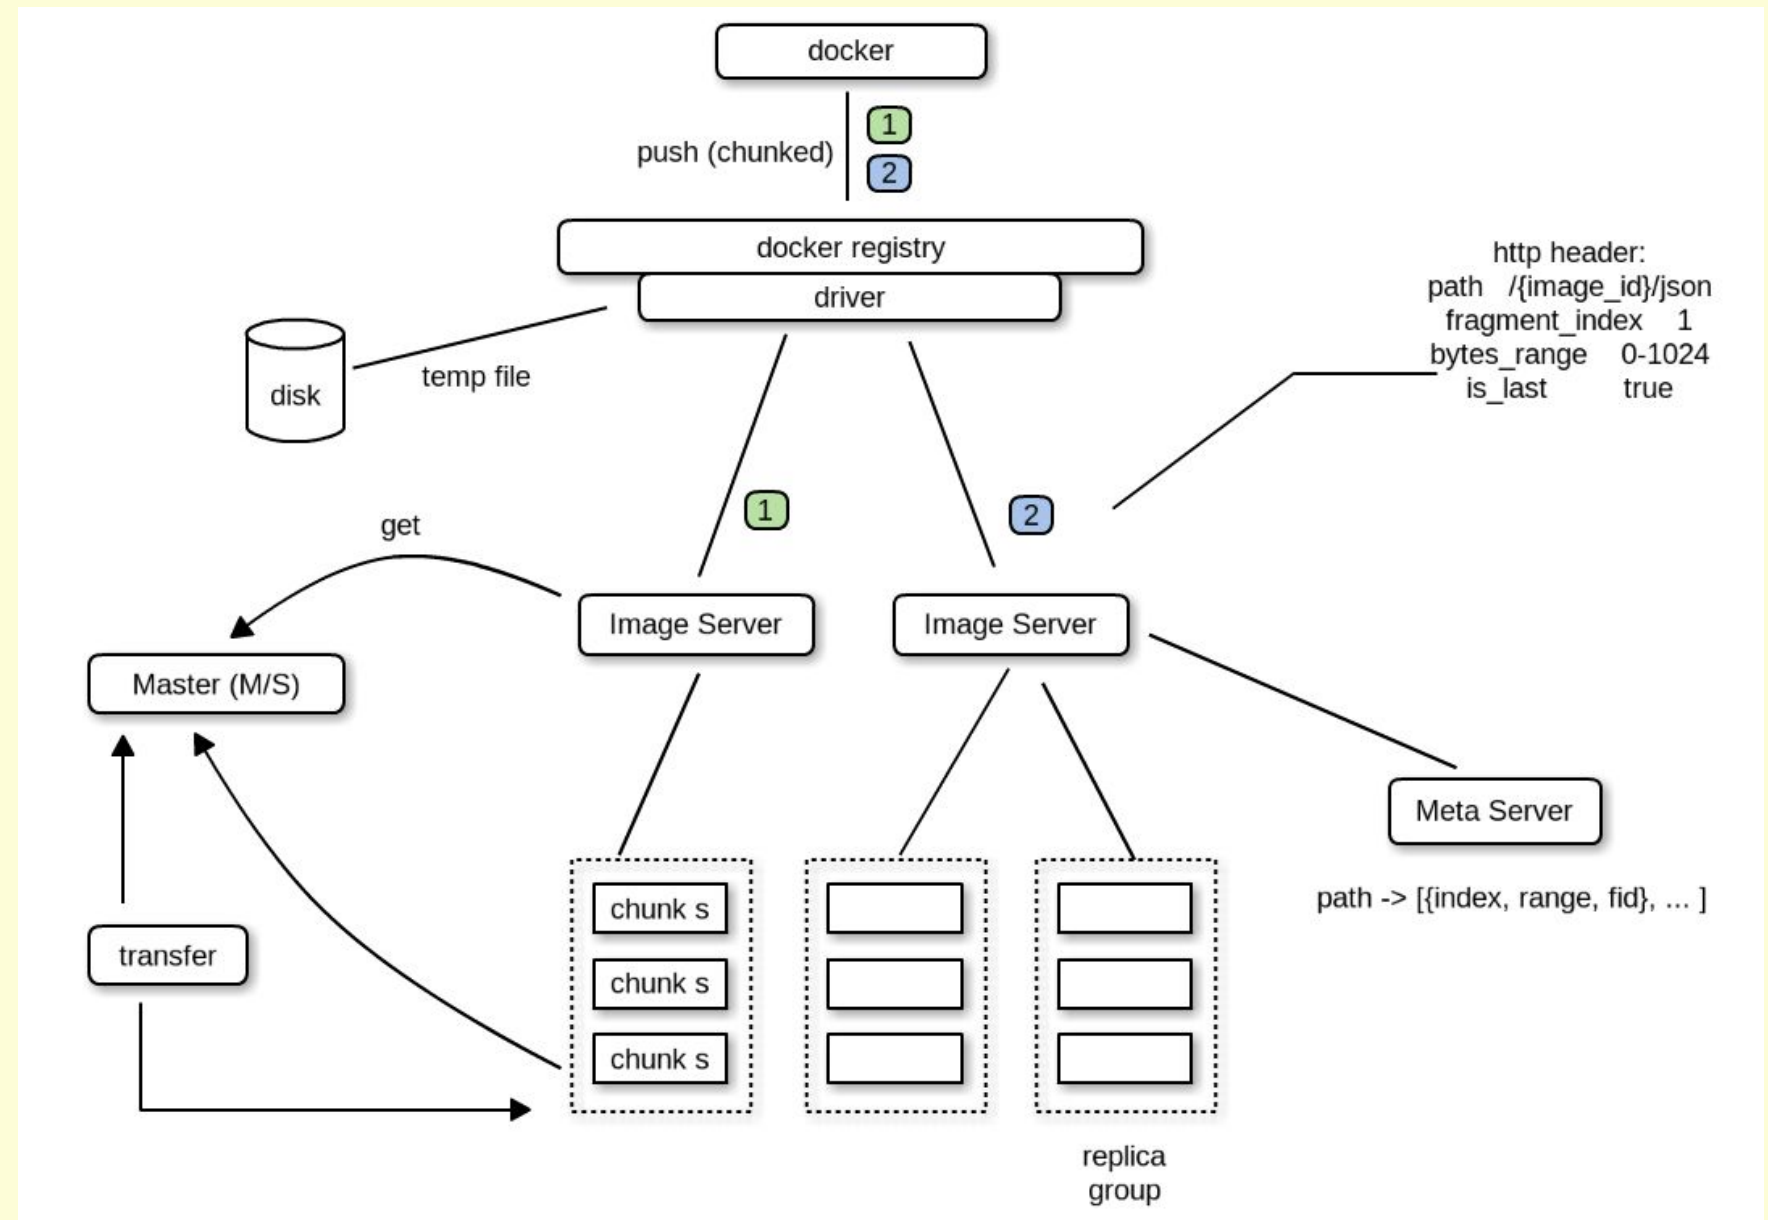 docker
1
push (chunked)
2
docker registry
driver
http header:
path /{image_id}/json
fragment_index 1
bytes_range 0-1024
is_last true
disk
temp file
1
2
get
Image Server
Image Server
Master (M/S)
Meta Server
path -> [{index, range, fid}, ... ]
transfer
chunk s
chunk s
chunk s
replica
group